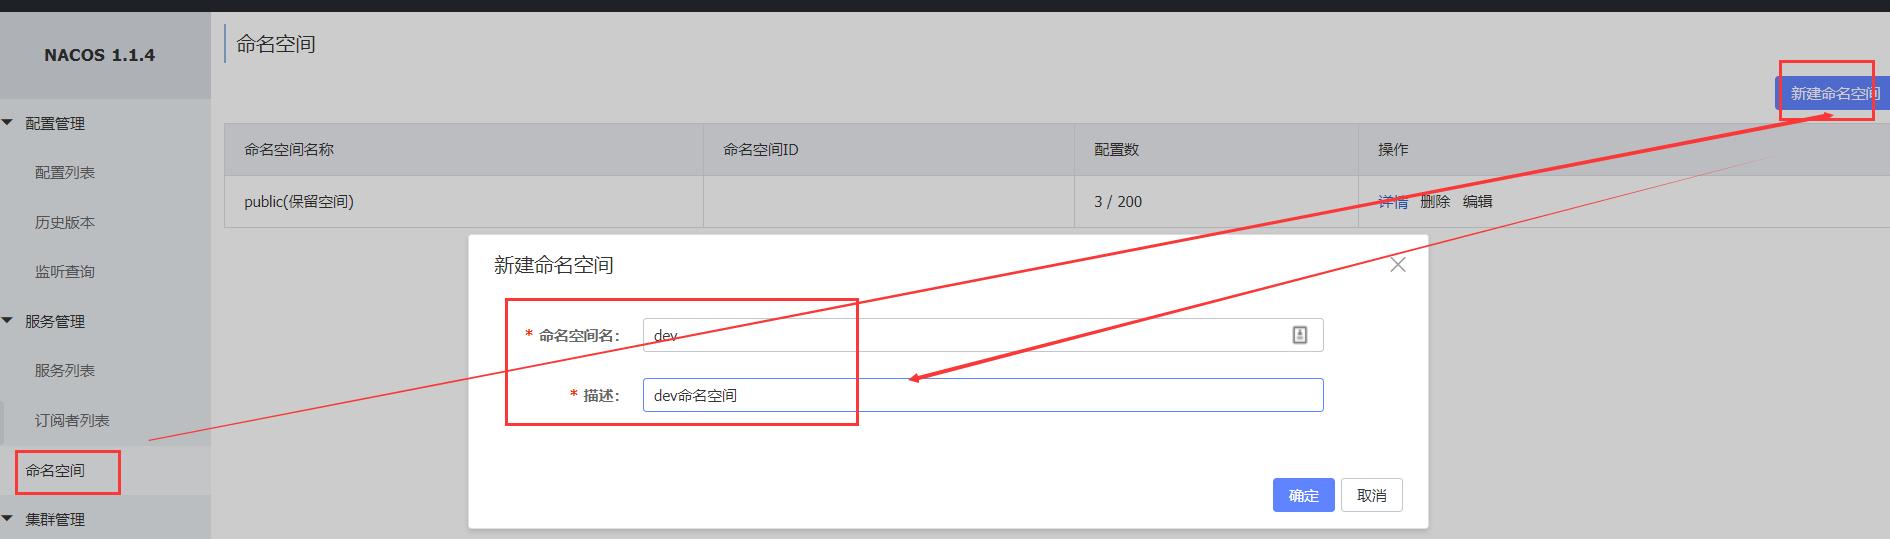 NACOS 1.1.4
配置管理
配置列表
历史版本
监听查询
服务管理
服务列表
订阅者列表
命名空间
集群管理
命名空间
新建命名空间
命名空间名称 命名空间ID 配置数 操作
public(保留空间) 3 / 200 详情 删除 编辑
新建命名空间
* 命名空间名: dev
* 描述: dev命名空间
确定 取消